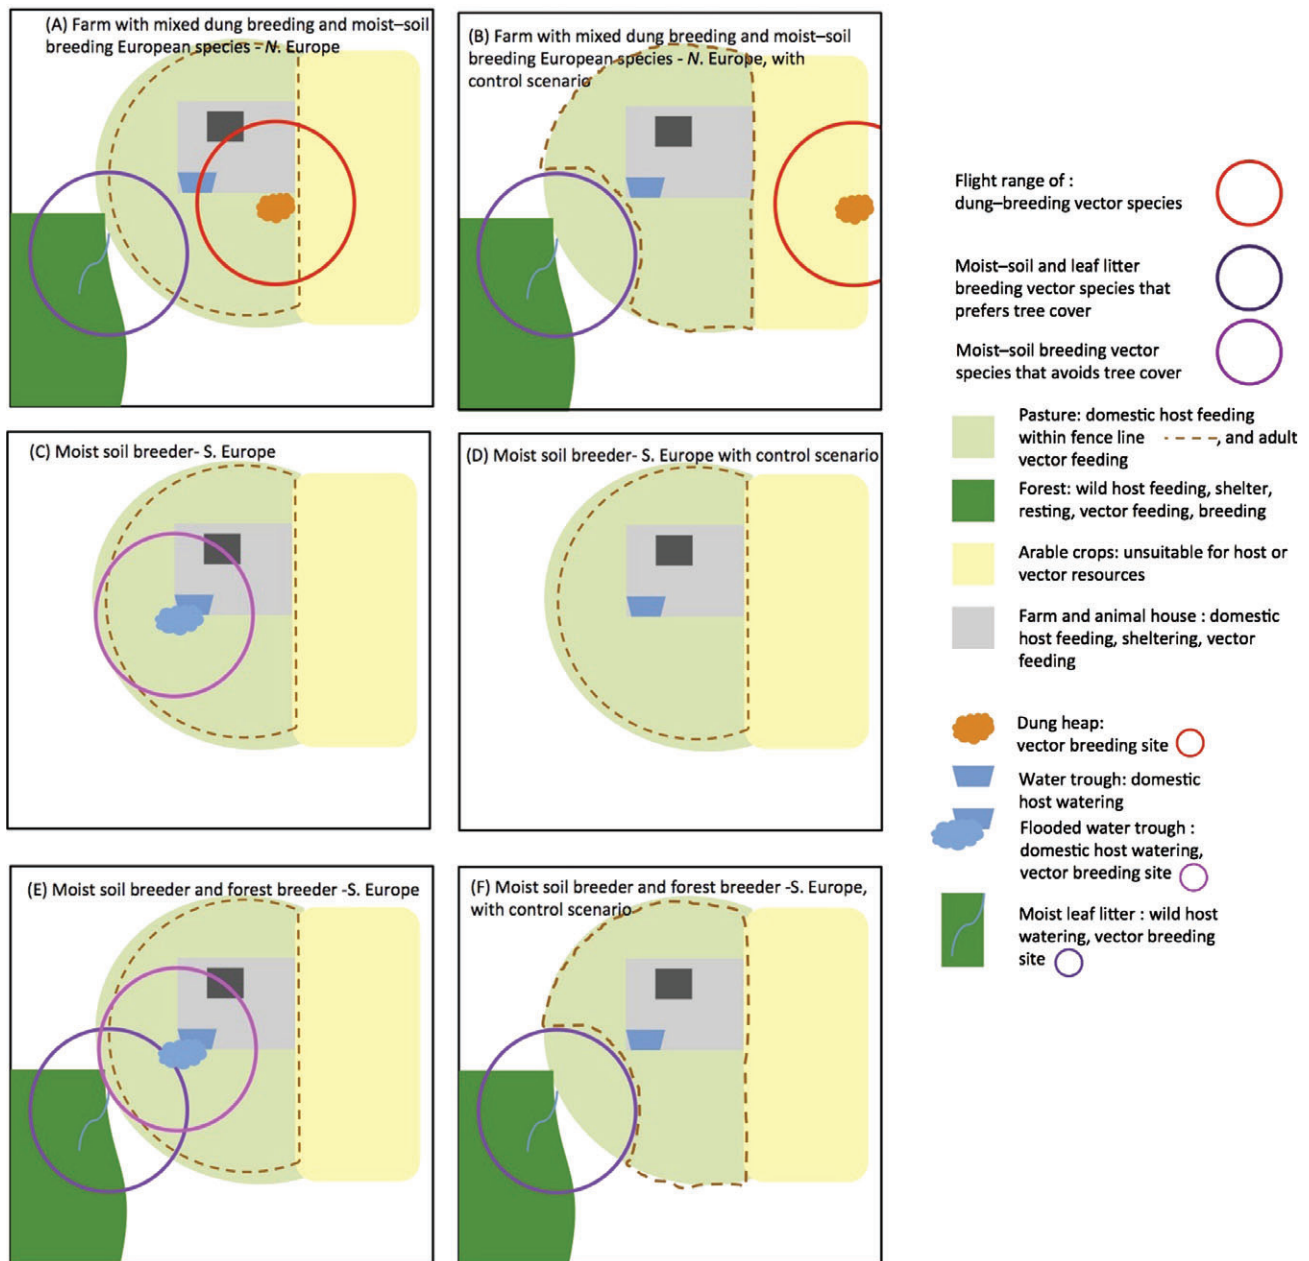 (A) Farm with mixed dung breeding and moist–soil
breeding European species - N. Europe
(B) Farm with mixed dung breeding and moist–soil
breeding European species - N. Europe, with
control scenario
(C) Moist soil breeder- S. Europe
(D) Moist soil breeder- S. Europe with control scenario
(E) Moist soil breeder and forest breeder -S. Europe
(F) Moist soil breeder and forest breeder -S. Europe,
with control scenario
Flight range of :
dung–breeding vector species
Moist–soil and leaf litter
breeding vector species that
prefers tree cover
Moist–soil breeding vector
species that avoids tree cover
Pasture: domestic host feeding
within fence line , and adult
vector feeding
Forest: wild host feeding, shelter,
resting, vector feeding, breeding
Arable crops: unsuitable for host or
vector resources
Farm and animal house : domestic
host feeding, sheltering, vector
feeding
Dung heap:
vector breeding site
Water trough: domestic
host watering
Flooded water trough :
domestic host watering,
vector breeding site
Moist leaf litter : wild host
watering, vector breeding
site